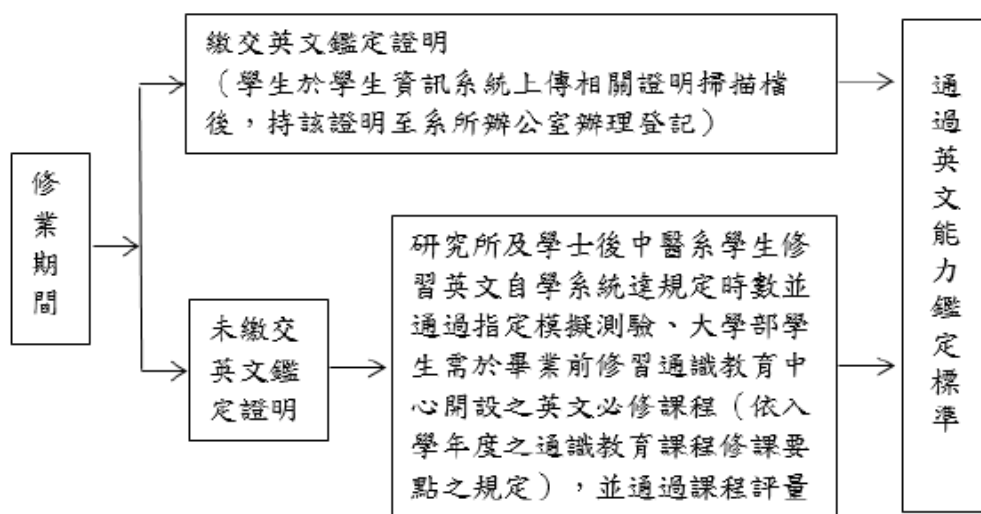 修業期間
繳交英文鑑定證明
（學生於學生資訊系統上傳相關證明掃描檔
後，持該證明至系所辦公室辦理登記）
未繳交
英文鑑
定證明
研究所及學士後中醫系學生修
習英文自學系統達規定時數並
通過指定模擬測驗、大學部學
生需於畢業前修習通識教育中
心開設之英文必修課程（依入
學年度之通識教育課程修課要
點之規定），並通過課程評量
通過英文能力鑑定標準